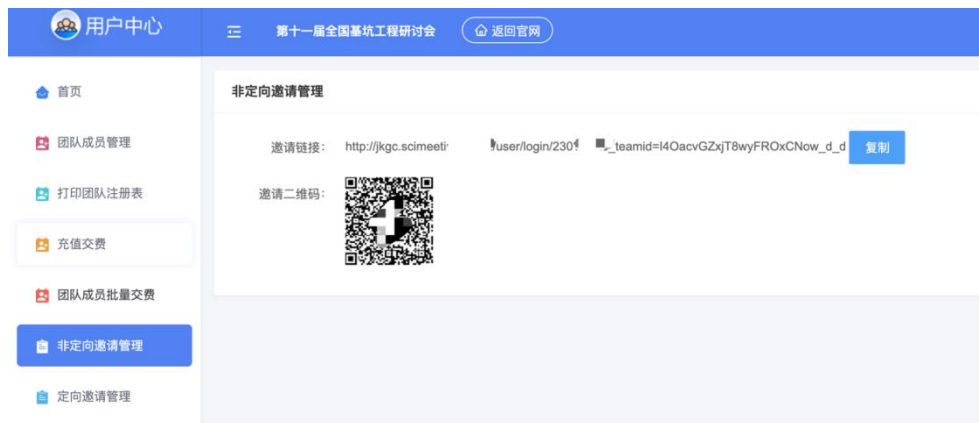 用户中心
第十一届全国基坑工程研讨会 返回官网
首页
团队成员管理
打印团队注册表
充值交费
团队成员批量交费
非定向邀请管理
定向邀请管理
非定向邀请管理
邀请链接: http://jkgc.scimeeti user/login/230 _teamid=I4OacvGZxjT8wyFROxCNow_d_d 复制
邀请二维码: